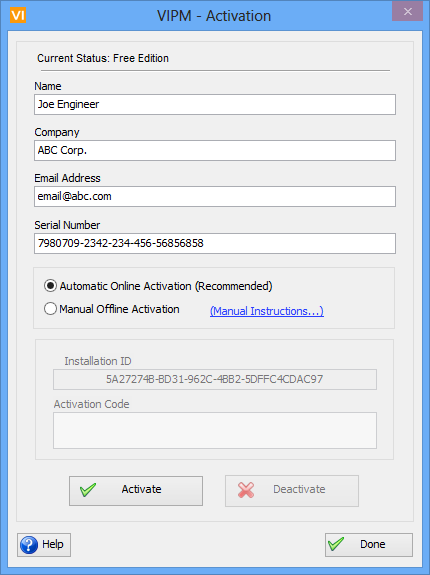 VI
VIPM - Activation
Current Status: Free Edition
Name
Joe Engineer
Company
ABC Corp.
Email Address
email@abc.com
Serial Number
7980709-2342-234-456-56856858
Automatic Online Activation (Recommended)
Manual Offline Activation (Manual Instructions...)
Installation ID
5A27274B-BD31-962C-4BB2-5DFFC4CDAC97
Activation Code
Activate Deactivate
? Help Done